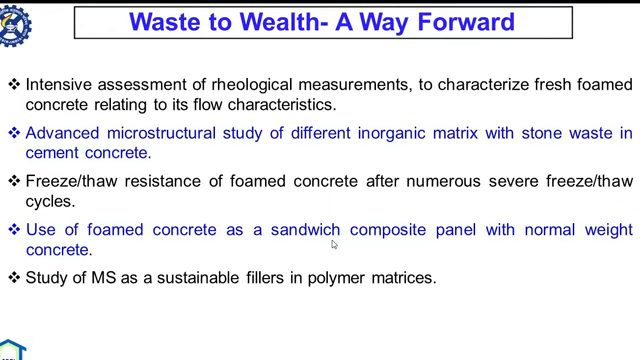 Waste to Wealth- A Way Forward
❖ Intensive assessment of rheological measurements, to characterize fresh foamed
concrete relating to its flow characteristics.
❖ Advanced microstructural study of different inorganic matrix with stone waste in
cement concrete.
❖ Freeze/thaw resistance of foamed concrete after numerous severe freeze/thaw
cycles.
❖ Use of foamed concrete as a sandwich composite panel with normal weight
concrete.
❖ Study of MS as a sustainable fillers in polymer matrices.